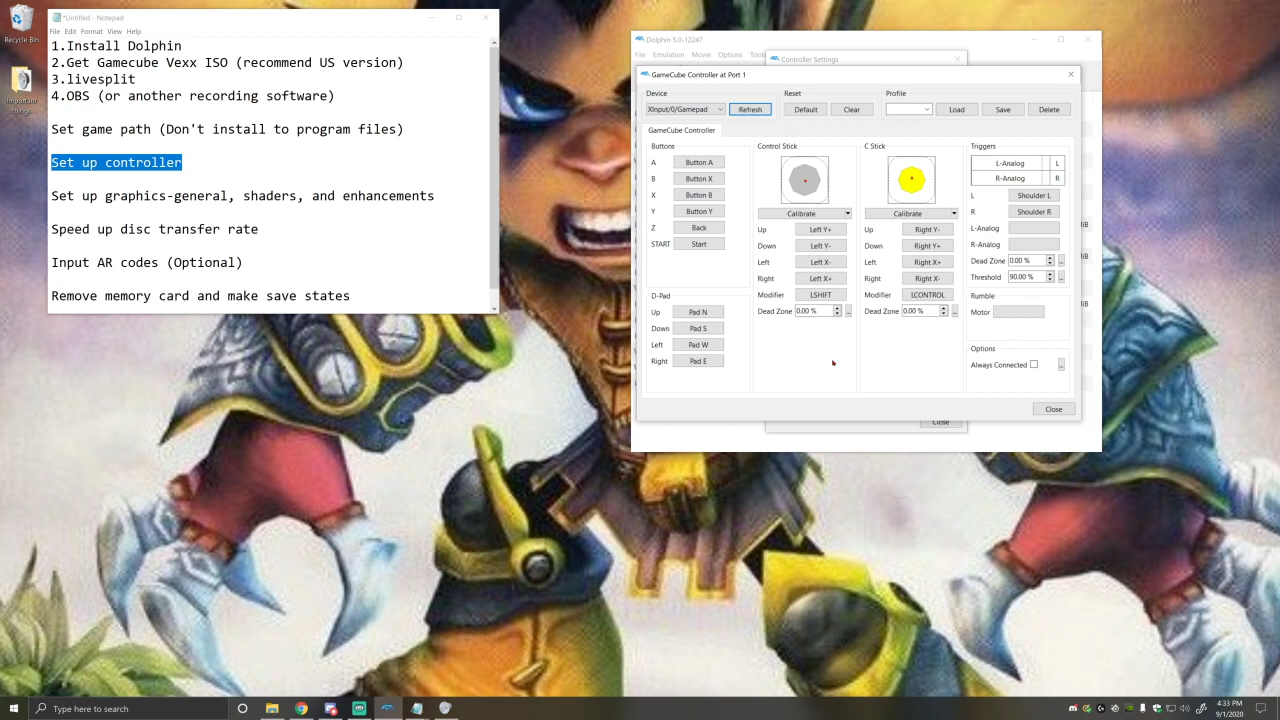 Recycle Bin
Important
*Untitled - Notepad
File Edit Format View Help
1.Install Dolphin
2.Get Gamecube Vexx ISO (recommend US version)
3.livesplit
4.OBS (or another recording software)
Set game path (Don't install to program files)
Set up controller
Set up graphics-general, shaders, and enhancements
Speed up disc transfer rate
Input AR codes (Optional)
Remove memory card and make save states
Dolphin 5.0-12247
File Emulation Movie Options
Controller Settings
GameCube Controller at Port 1
Device
XInput/0/Gamepad
Refresh
Reset
Default
Clear
Profile
Load
Save
Delete
GameCube Controller
Buttons
A Button A
B Button X
X Button B
Y Button Y
Z Back
START Start
D-Pad
Up Pad N
Down Pad S
Left Pad W
Right Pad E
Control Stick
Calibrate
Up Left Y+
Down Left Y-
Left Left X-
Right Left X+
Modifier LSHIFT
Dead Zone 0.00 % ...
C Stick
Calibrate
Up Right Y-
Down Right Y+
Left Right X+
Right Right X-
Modifier LCONTROL
Dead Zone 0.00 % ...
Triggers
L-Analog L
R-Analog R
L Shoulder L
R Shoulder R
L-Analog
R-Analog
Dead Zone 0.00 % ...
Threshold 90.00 % ...
Rumble
Motor
Options
Always Connected ...
Close
Close
iB
iB
iB
Type here to search
4:33 PM
9/1/2020